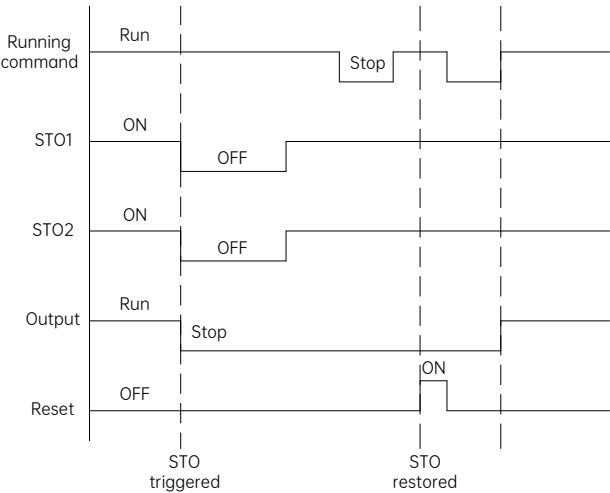 Running
command
Run
Stop
STO1
ON
OFF
STO2
ON
OFF
Output
Run
Stop
Reset
OFF
ON
STO
triggered
STO
restored